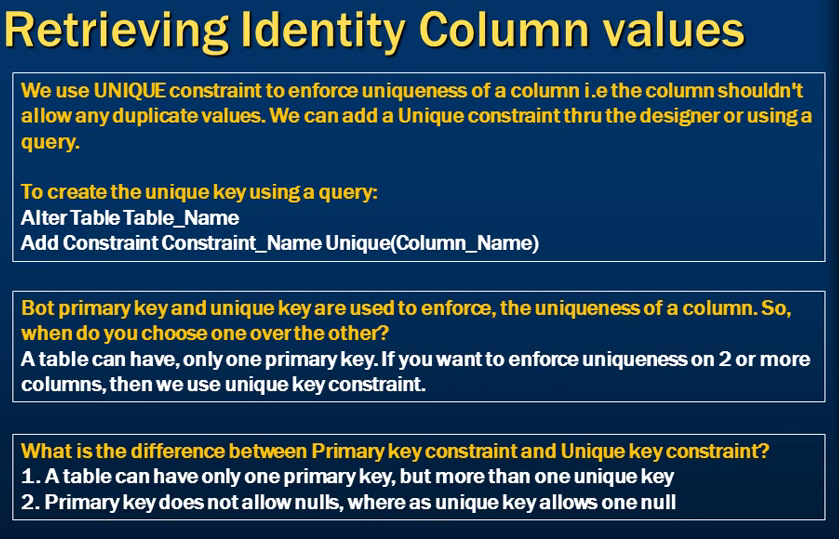 Retrieving Identity Column values
We use UNIQUE constraint to enforce uniqueness of a column i.e the column shouldn't
allow any duplicate values. We can add a Unique constraint thru the designer or using a
query.
To create the unique key using a query:
Alter Table Table_Name
Add Constraint Constraint_Name Unique(Column_Name)
Bot primary key and unique key are used to enforce, the uniqueness of a column. So,
when do you choose one over the other?
A table can have, only one primary key. If you want to enforce uniqueness on 2 or more
columns, then we use unique key constraint.
What is the difference between Primary key constraint and Unique key constraint?
1. A table can have only one primary key, but more than one unique key
2. Primary key does not allow nulls, where as unique key allows one null